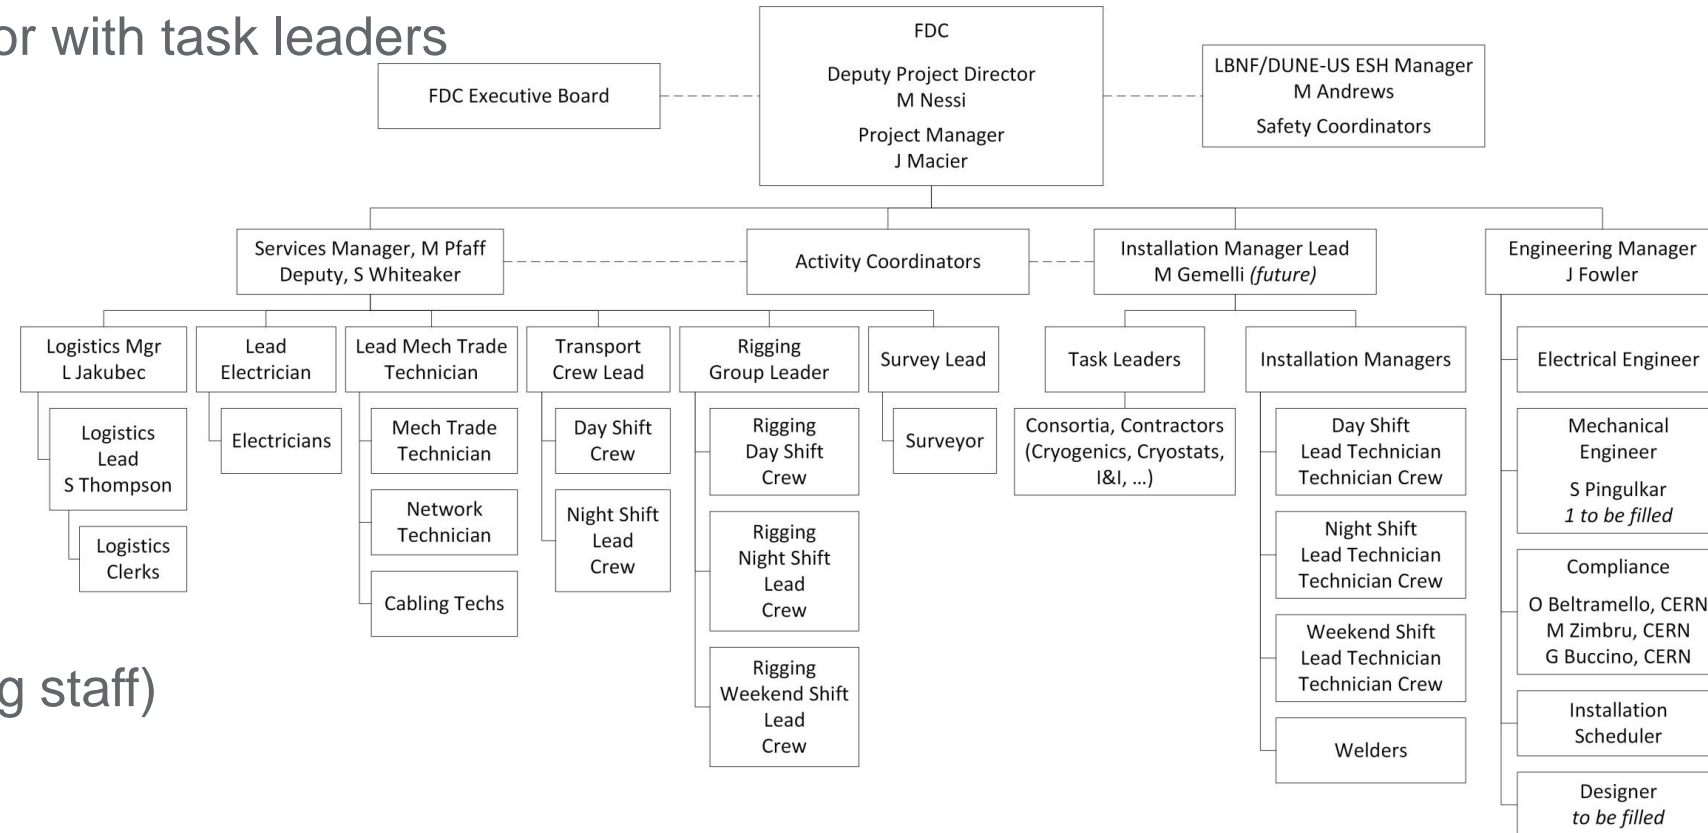 or with task leaders
FDC
Deputy Project Director
M Nessi
Project Manager
J Macier
FDC Executive Board
LBNF/DUNE-US ESH Manager
M Andrews
Safety Coordinators
Services Manager, M Pfaff
Deputy, S Whiteaker
Activity Coordinators
Installation Manager Lead
M Gemelli (future)
Engineering Manager
J Fowler
Logistics Mgr
L Jakubec
Lead
Electrician
Lead Mech Trade
Technician
Transport
Crew Lead
Rigging
Group Leader
Survey Lead
Task Leaders
Installation Managers
Electrical Engineer
Logistics
Lead
S Thompson
Logistics
Clerks
Electricians
Mech Trade
Technician
Network
Technician
Cabling Techs
Day Shift
Crew
Night Shift
Lead
Crew
Rigging
Day Shift
Crew
Rigging
Night Shift
Lead
Crew
Rigging
Weekend Shift
Lead
Crew
Surveyor
Consortia, Contractors
(Cryogenics, Cryostats,
I&I, ...)
Day Shift
Lead Technician
Technician Crew
Night Shift
Lead Technician
Technician Crew
Weekend Shift
Lead Technician
Technician Crew
Welders
Mechanical
Engineer
S Pingulkar
1 to be filled
Compliance
O Beltramello, CERN
M Zimbru, CERN
G Buccino, CERN
Installation
Scheduler
Designer
to be filled
g staff)